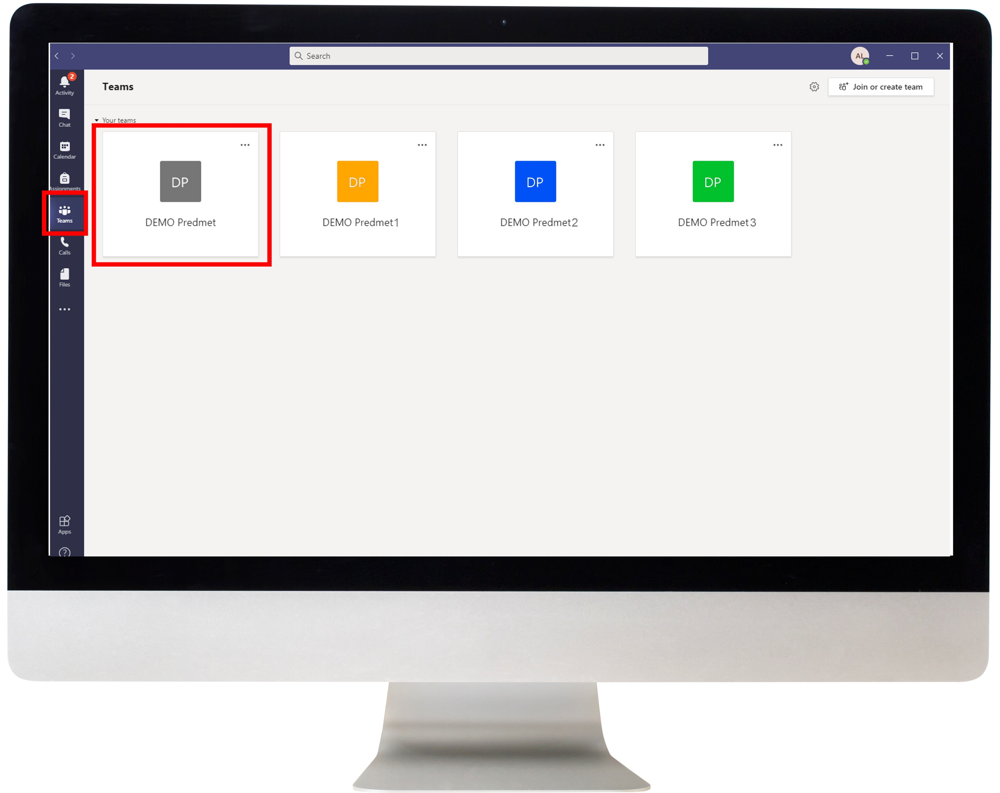 Search
AL
2
Activity
Chat
Calendar
Assignments
Teams
Calls
Files
Apps
?
Teams
Join or create team
Your teams
DP
DEMO Predmet
DP
DEMO Predmet1
DP
DEMO Predmet2
DP
DEMO Predmet3